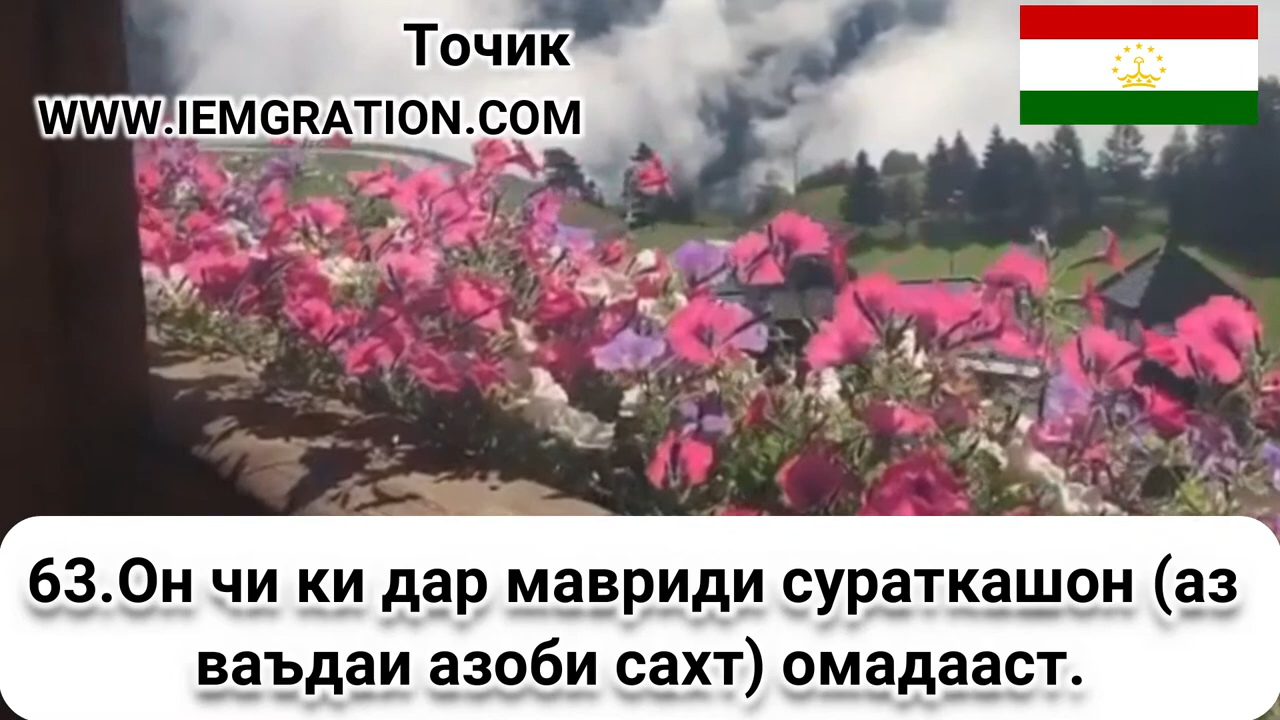 Точик
WWW.IEMGRATION.COM
63.Он чи ки дар мавриди сураткашон (аз
ваъдаи азоби сахт) омадааст.